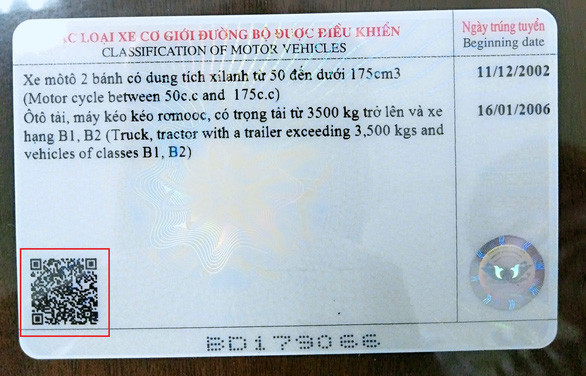 ÁC LOẠI XE CƠ GIỚI ĐƯỜNG BỘ ĐƯỢC ĐIỀU KHIỂN
CLASSIFICATION OF MOTOR VEHICLES
Ngày trúng tuyển
Beginning date
Xe môtô 2 bánh có dung tích xilanh từ 50 đến dưới 175cm3
(Motor cycle between 50c.c and 175c.c)
11/12/2002
Ôtô tải, máy kéo kéo rơmooc, có trọng tải từ 3500 kg trở lên và xe
hạng B1, B2 (Truck, tractor with a trailer exceeding 3,500 kgs and
vehicles of classes B1, B2)
16/01/2006
BD179066